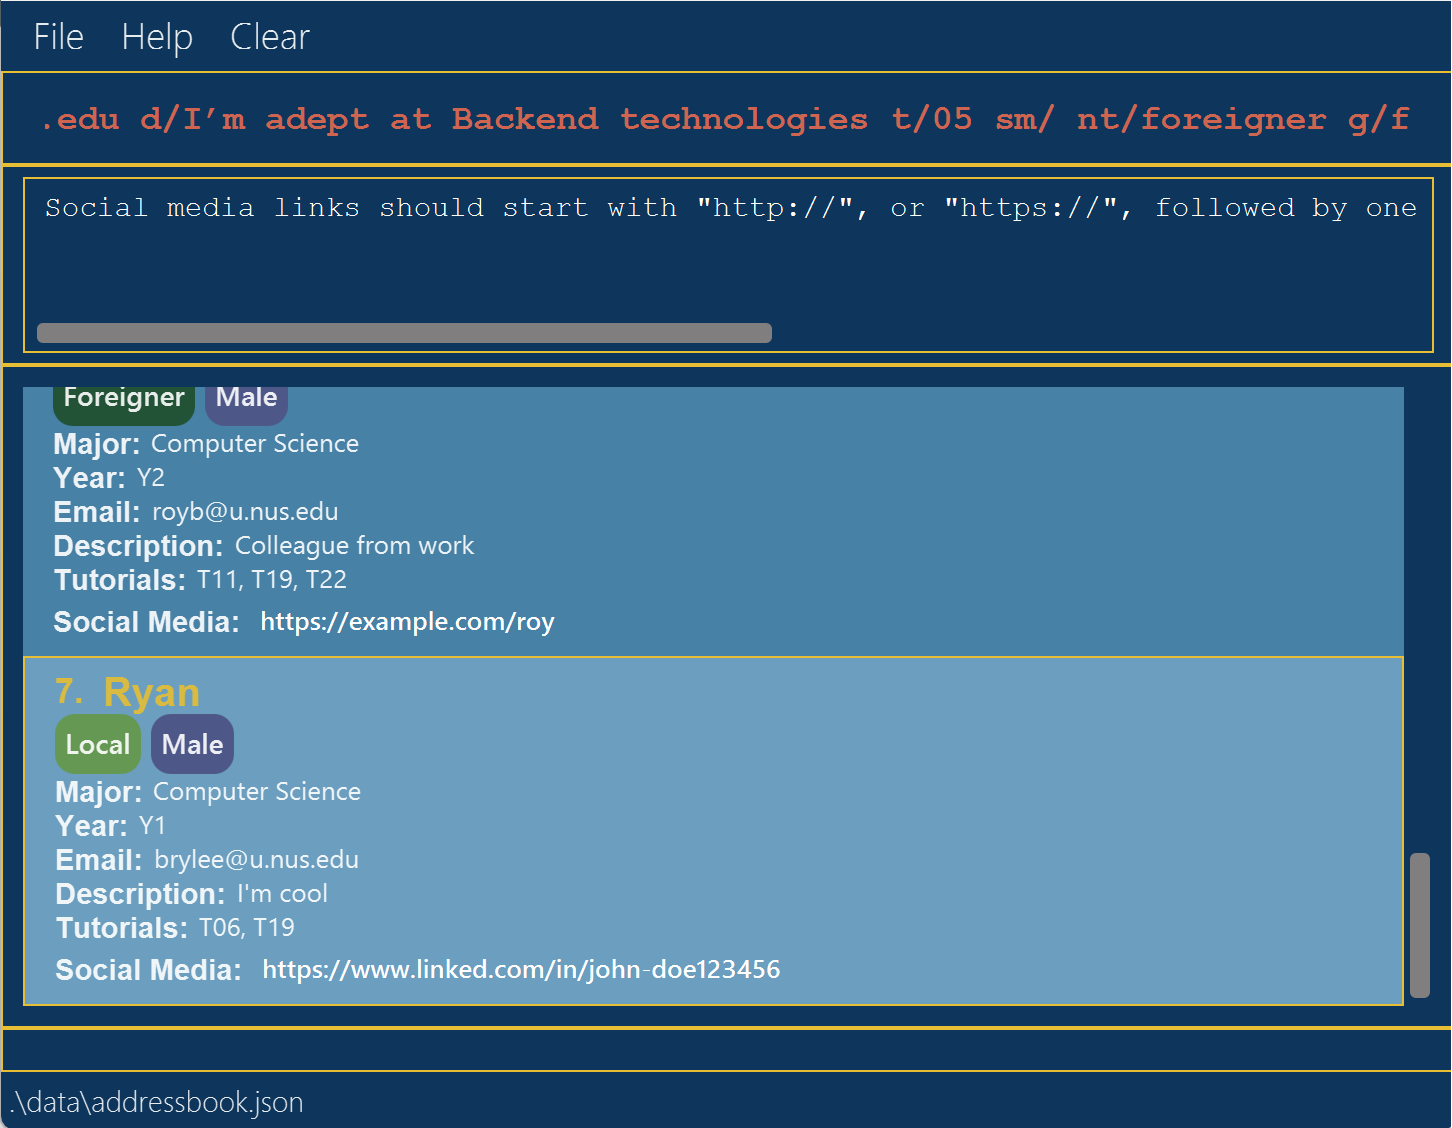 File Help Clear
.edu d/I’m adept at Backend technologies t/05 sm/ nt/foreigner g/f
Social media links should start with "http://", or "https://", followed by one
Foreigner Male
Major: Computer Science
Year: Y2
Email: royb@u.nus.edu
Description: Colleague from work
Tutorials: T11, T19, T22
Social Media: https://example.com/roy
7. Ryan
Local Male
Major: Computer Science
Year: Y1
Email: brylee@u.nus.edu
Description: I'm cool
Tutorials: T06, T19
Social Media: https://www.linked.com/in/john-doe123456
.\data\addressbook.json